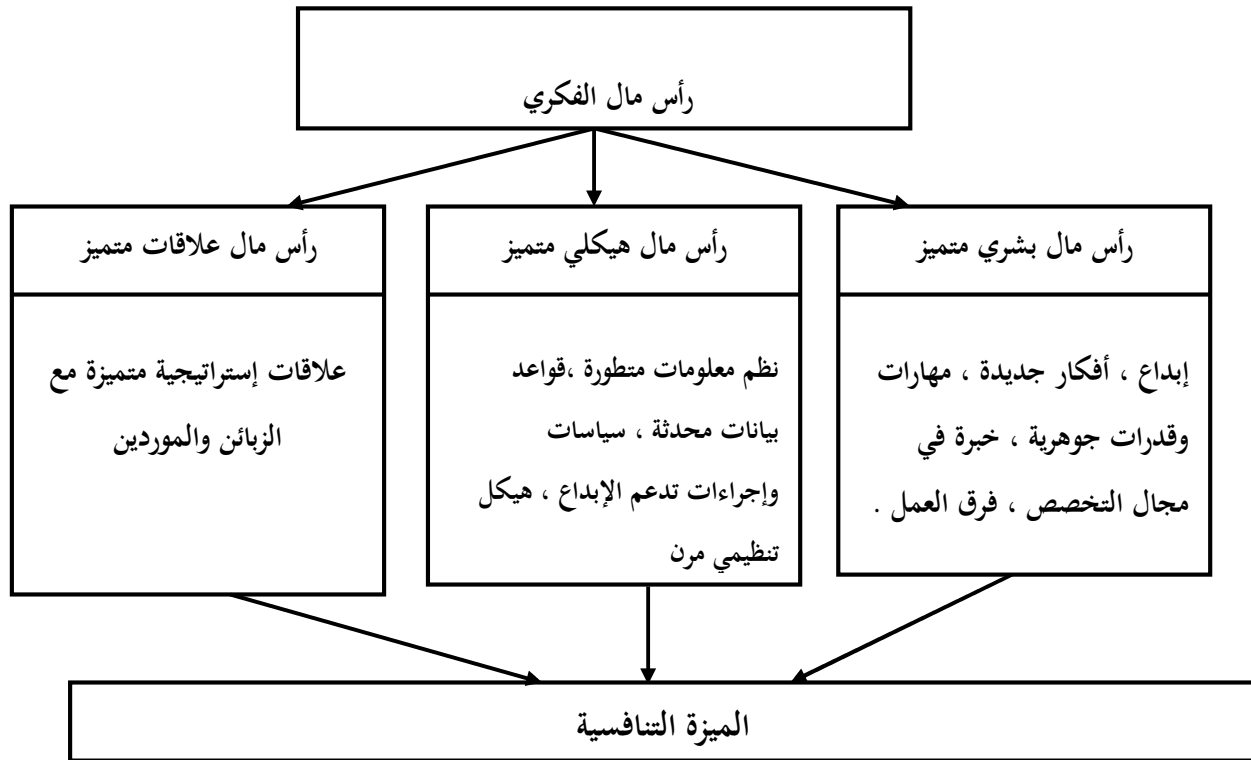 رأس مال الفكري
رأس مال بشري متميز
إبداع ، أفكار جديدة ، مهارات
وقدرات جوهرية ، خبرة في
مجال التخصص ، فرق العمل .
رأس مال هيكلي متميز
نظم معلومات متطورة ،قواعد
بيانات محدثة ، سياسات
وإجراءات تدعم الإبداع ، هيكل
تنظيمي مرن
رأس مال علاقات متميز
علاقات إستراتيجية متميزة مع
الزبائن والموردين
الميزة التنافسية